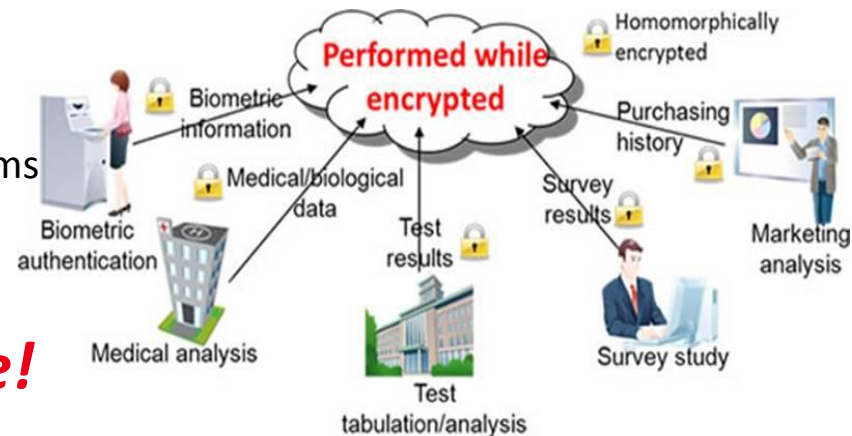 Performed while
encrypted
Homomorphically
encrypted
Biometric
information
Purchasing
history
ms
Medical/biological
data
Survey
results
Test
results
Biometric
authentication
Marketing
analysis
Medical analysis
Survey study
e!
Test
tabulation/analysis